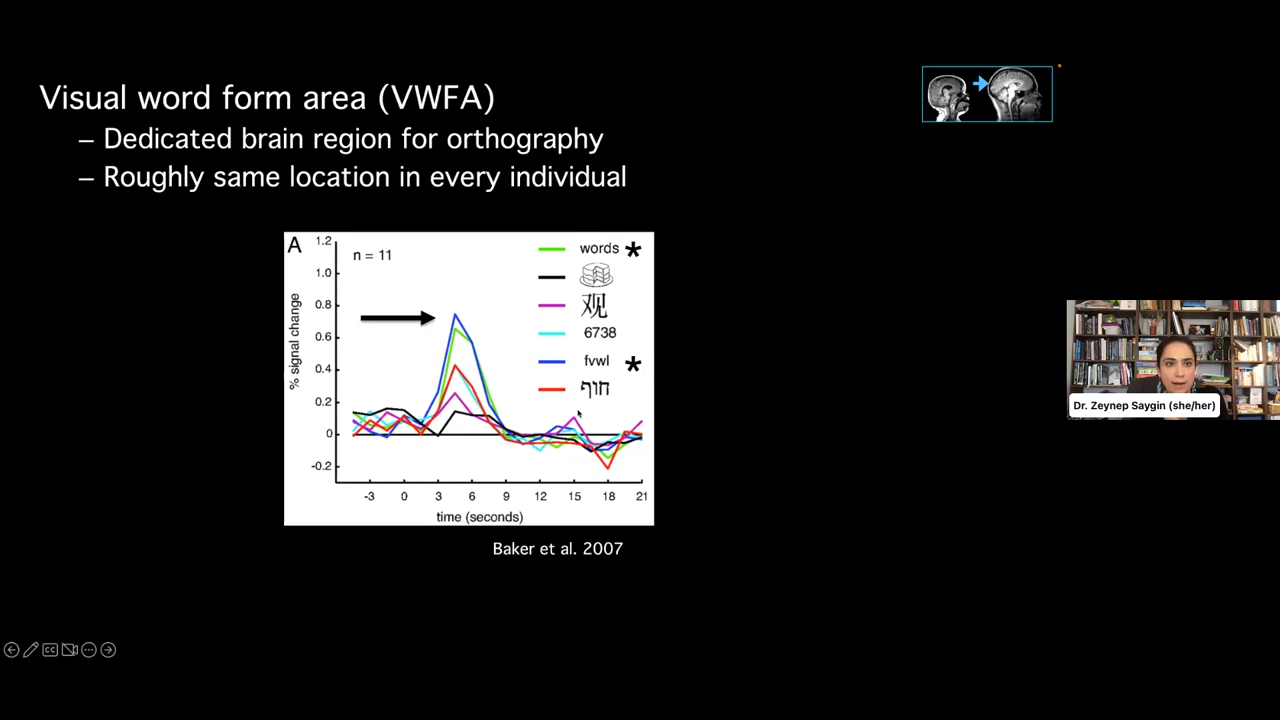 Visual word form area (VWFA)
– Dedicated brain region for orthography
– Roughly same location in every individual
A
n = 11
% signal change
1.2
1.0
0.8
0.6
0.4
0.2
0
-0.2
words *
观
6738
fvwl *
חוף
-3 0 3 6 9 12 15 18 21
time (seconds)
Baker et al. 2007
Dr. Zeynep Saygin (she/her)
CC